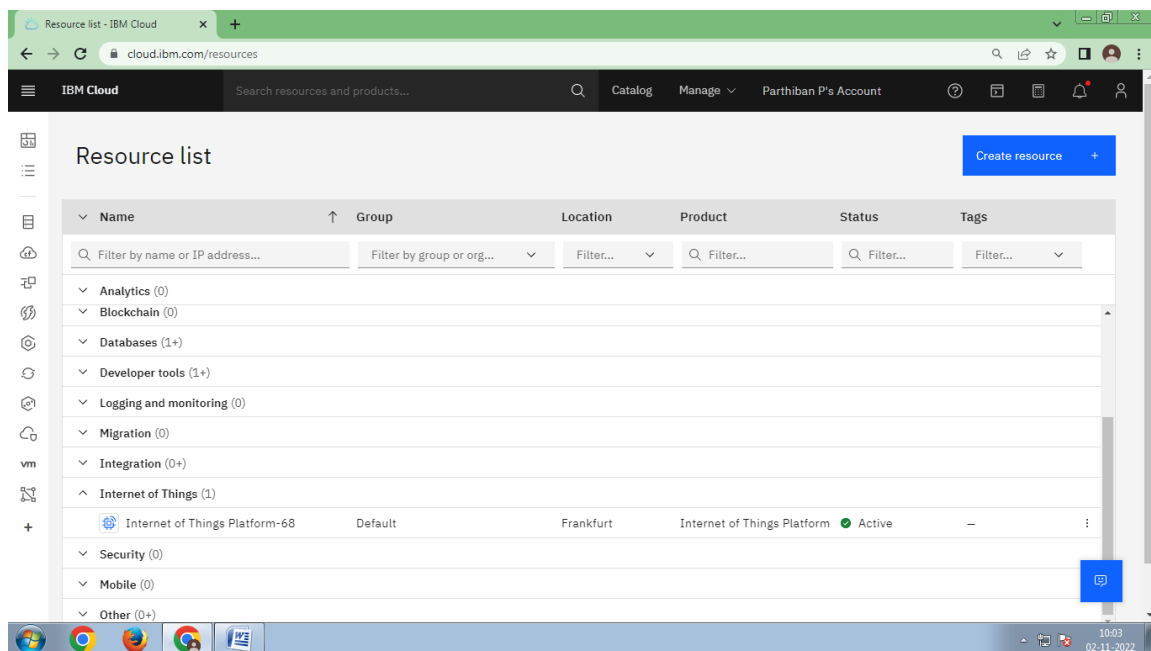 Resource list - IBM Cloud
cloud.ibm.com/resources
IBM Cloud Search resources and products... Catalog Manage Parthiban P's Account
Resource list Create resource +
Name Group Location Product Status Tags
Filter by name or IP address... Filter by group or org... Filter... Filter... Filter... Filter...
Analytics (0)
Blockchain (0)
Databases (1+)
Developer tools (1+)
Logging and monitoring (0)
Migration (0)
vm
Integration (0+)
Internet of Things (1)
Internet of Things Platform-68 Default Frankfurt Internet of Things Platform Active –
Security (0)
Mobile (0)
Other (0+)
10:03
02-11-2022